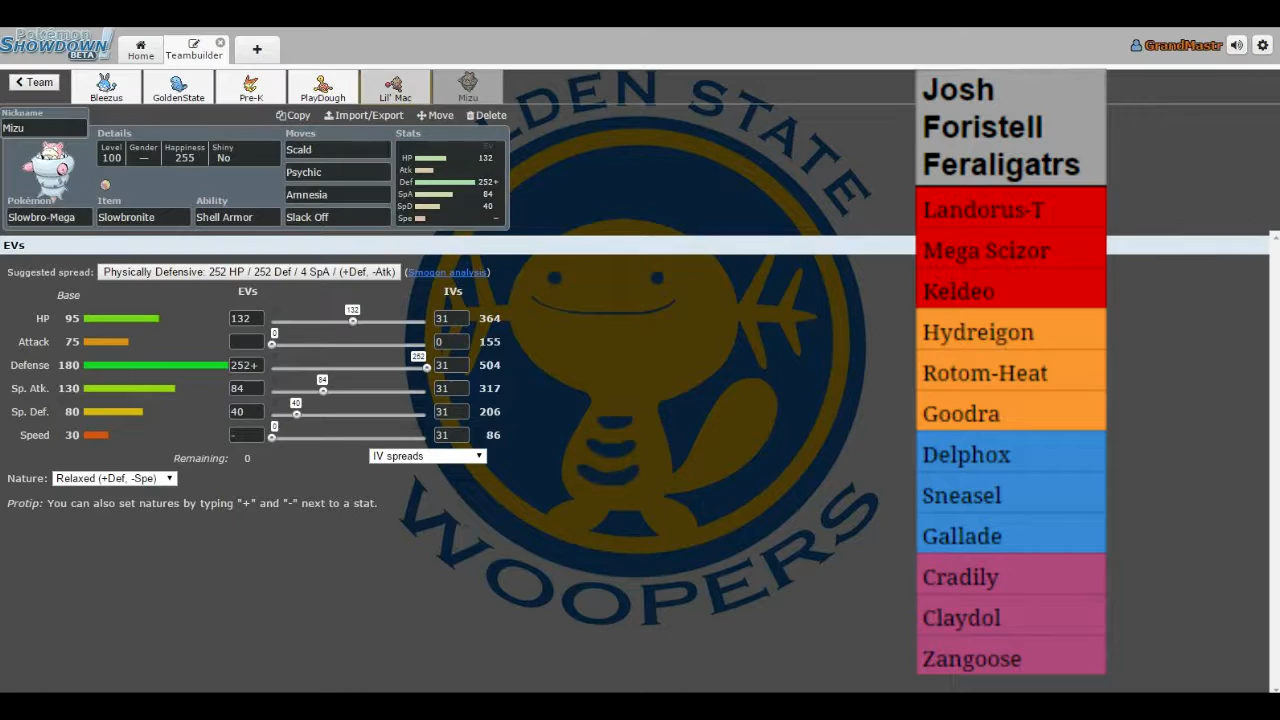 Pokémon
SHOWDOWN!
BETA
Home
Teambuilder
+
GrandMastr
< Team
Bleezus
GoldenState
Pre-K
PlayDough
Lil' Mac
Mizu
Nickname
Mizu
Copy
Import/Export
Move
Delete
Details
Level
100
Gender
—
Happiness
255
Shiny
No
Pokémon
Slowbro-Mega
Item
Slowbronite
Ability
Shell Armor
Moves
Scald
Psychic
Amnesia
Slack Off
Stats
EV
HP 132
Atk
Def 252+
SpA 84
SpD 40
Spe –
EVs
Suggested spread: Physically Defensive: 252 HP / 252 Def / 4 SpA / (+Def, -Atk) (Smogon analysis)
Base EVs IVs
HP 95 132 132 31 364
Attack 75 0 0 155
Defense 180 252+ 252 31 504
Sp. Atk. 130 84 84 31 317
Sp. Def. 80 40 40 31 206
Speed 30 - 0 31 86
Remaining: 0
IV spreads
Nature: Relaxed (+Def, -Spe)
Protip: You can also set natures by typing "+" and "-" next to a stat.
LDEN STATE
WOOPERS
Josh
Foristell
Feraligatrs
Landorus-T
Mega Scizor
Keldeo
Hydreigon
Rotom-Heat
Goodra
Delphox
Sneasel
Gallade
Cradily
Claydol
Zangoose